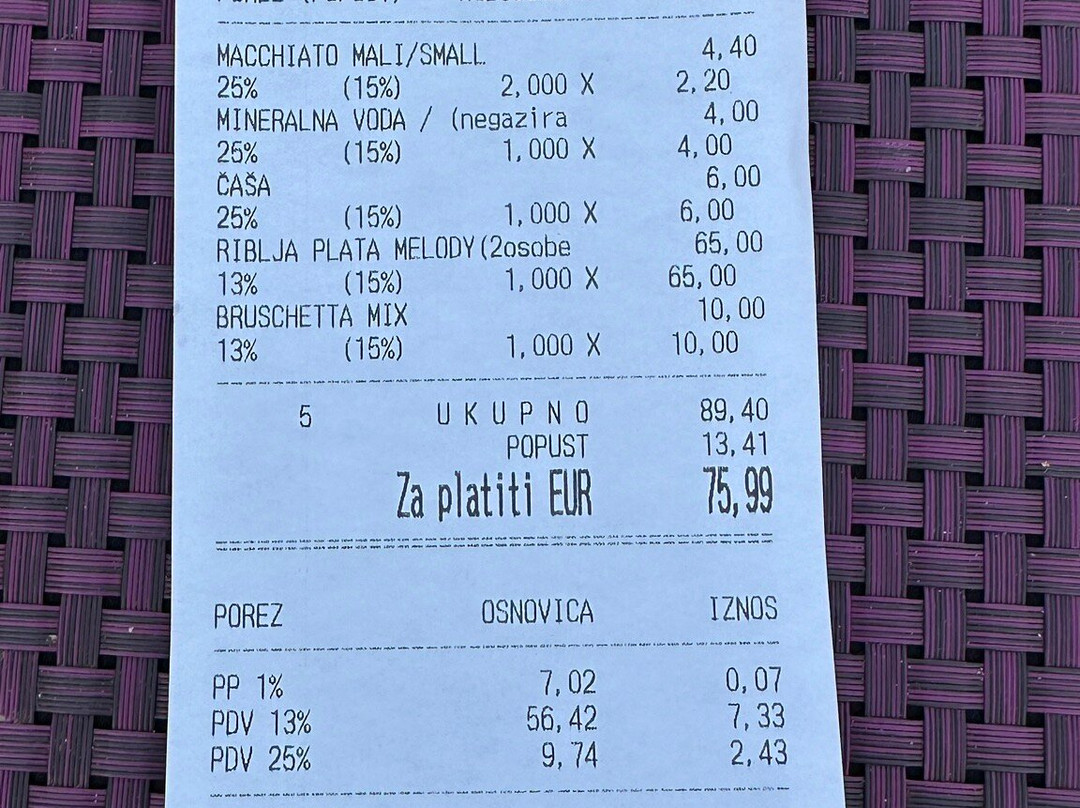 MACCHIATO MALI/SMALL 4,40
25% (15%) 2,000 X 2,20
MINERALNA VODA / (negazira 4,00
25% (15%) 1,000 X 4,00
ČAŠA 6,00
25% (15%) 1,000 X 6,00
RIBLJA PLATA MELODY(2osobe 65,00
13% (15%) 1,000 X 65,00
BRUSCHETTA MIX 10,00
13% (15%) 1,000 X 10,00
5 U K U P N O 89,40
POPUST 13,41
Za platiti EUR 75,99
POREZ OSNOVICA IZNOS
PP 1% 7,02 0,07
PDV 13% 56,42 7,33
PDV 25% 9,74 2,43